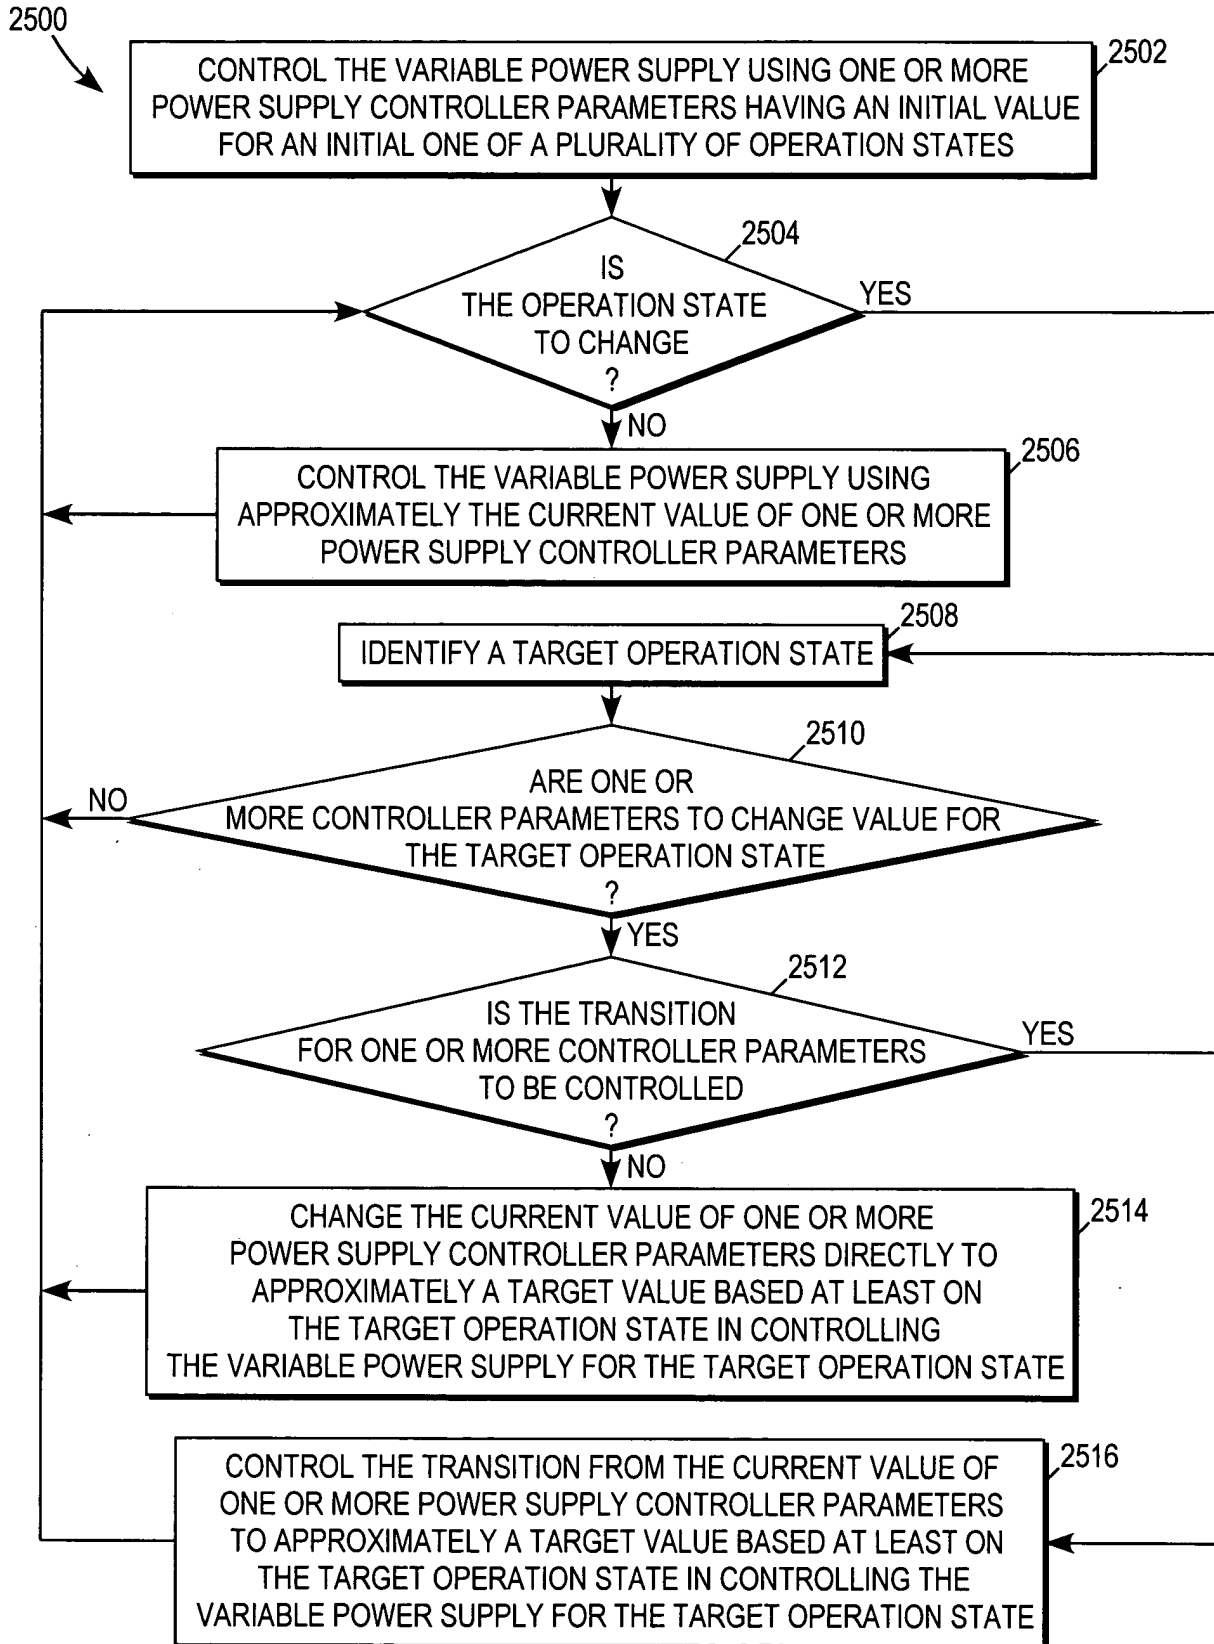 2500
2502
CONTROL THE VARIABLE POWER SUPPLY USING ONE OR MORE
POWER SUPPLY CONTROLLER PARAMETERS HAVING AN INITIAL VALUE
FOR AN INITIAL ONE OF A PLURALITY OF OPERATION STATES
2504
IS
THE OPERATION STATE
TO CHANGE
?
YES
NO
2506
CONTROL THE VARIABLE POWER SUPPLY USING
APPROXIMATELY THE CURRENT VALUE OF ONE OR MORE
POWER SUPPLY CONTROLLER PARAMETERS
2508
IDENTIFY A TARGET OPERATION STATE
2510
ARE ONE OR
MORE CONTROLLER PARAMETERS TO CHANGE VALUE FOR
THE TARGET OPERATION STATE
?
NO
YES
2512
IS THE TRANSITION
FOR ONE OR MORE CONTROLLER PARAMETERS
TO BE CONTROLLED
?
YES
NO
2514
CHANGE THE CURRENT VALUE OF ONE OR MORE
POWER SUPPLY CONTROLLER PARAMETERS DIRECTLY TO
APPROXIMATELY A TARGET VALUE BASED AT LEAST ON
THE TARGET OPERATION STATE IN CONTROLLING
THE VARIABLE POWER SUPPLY FOR THE TARGET OPERATION STATE
2516
CONTROL THE TRANSITION FROM THE CURRENT VALUE OF
ONE OR MORE POWER SUPPLY CONTROLLER PARAMETERS
TO APPROXIMATELY A TARGET VALUE BASED AT LEAST ON
THE TARGET OPERATION STATE IN CONTROLLING THE
VARIABLE POWER SUPPLY FOR THE TARGET OPERATION STATE